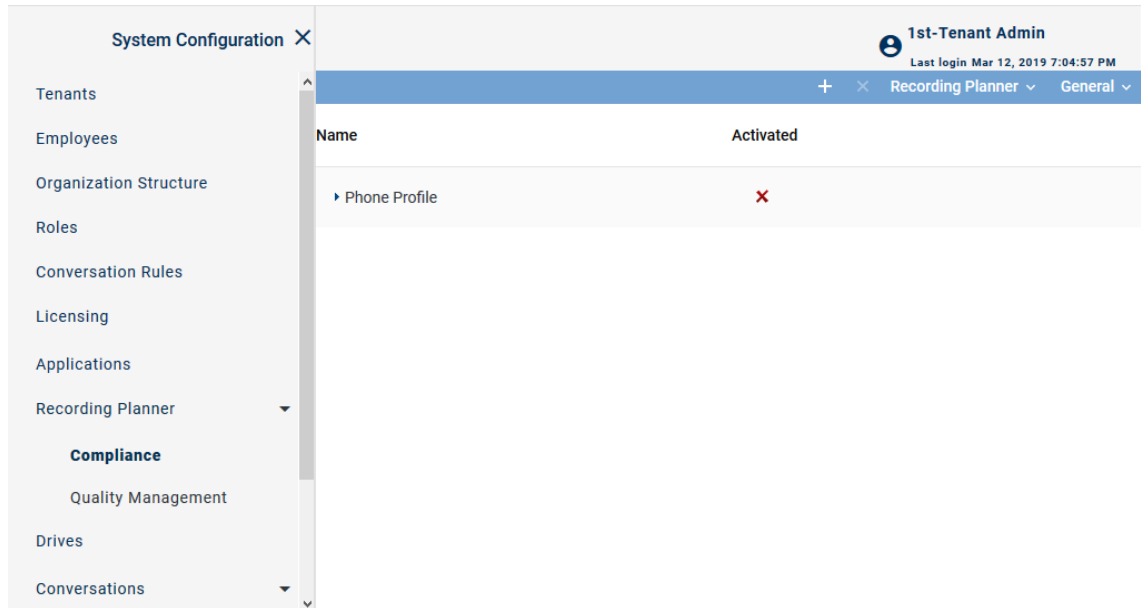 System Configuration
1st-Tenant Admin
Last login Mar 12, 2019 7:04:57 PM
Recording Planner
General
Tenants
Employees
Organization Structure
Roles
Conversation Rules
Licensing
Applications
Recording Planner
Compliance
Quality Management
Drives
Conversations
Name Activated
Phone Profile